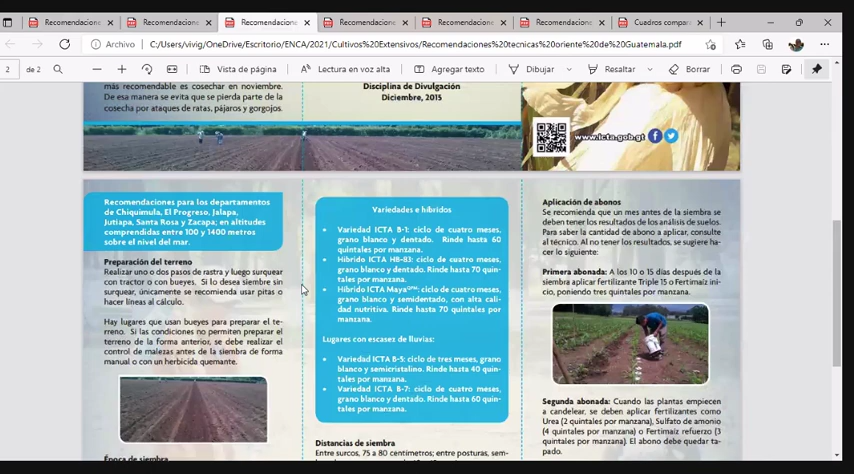 Recomendacione
Recomendacione
Recomendacione
Recomendacione
Recomendacione
Recomendacione
Cuadros compar
Archivo
C:/Users/vivig/OneDrive/Escritorio/ENCA/2021/Cultivos%20Extensivos/Recomendaciones%20tecnicas%20oriente%20de%20Guatemala.pdf
2 de 2
Vista de página
Lectura en voz alta
Agregar texto
Dibujar
Resaltar
Borrar
más recomendable es cosechar en noviembre.
De esa manera se evita que se pierda parte de la
cosecha por ataques de ratas, pájaros y gorgojos.
Disciplina de Divulgación
Diciembre, 2015
www.icta.gob.gt
Recomendaciones para los departamentos
de Chiquimula, El Progreso, Jalapa,
Jutiapa, Santa Rosa y Zacapa; en altitudes
comprendidas entre 100 y 1400 metros
sobre el nivel del mar.
Preparación del terreno
Realizar uno o dos pasos de rastra y luego surquear
con tractor o con bueyes. Si lo desea siembre sin
surquear, únicamente se recomienda usar pitas o
hacer líneas al cálculo.
Hay lugares que usan bueyes para preparar el te-
rreno. Si las condiciones no permiten preparar el
terreno de la forma anterior, se debe realizar el
control de malezas antes de la siembra de forma
manual o con un herbicida quemante.
Época de siembra
Variedades e híbridos
• Variedad ICTA B-1: ciclo de cuatro meses,
grano blanco y dentado. Rinde hasta 60
quintales por manzana.
• Híbrido ICTA HB-83: ciclo de cuatro meses,
grano blanco y dentado. Rinde hasta 70 quin-
tales por manzana.
• Híbrido ICTA Maya QPM: ciclo de cuatro meses,
grano blanco y semidentado, con alta cali-
dad nutritiva. Rinde hasta 70 quintales por
manzana.
Lugares con escasez de lluvias:
• Variedad ICTA B-5: ciclo de tres meses, grano
blanco y semicristalino. Rinde hasta 40 quin-
tales por manzana.
• Variedad ICTA B-7: ciclo de cuatro meses,
grano blanco y dentado. Rinde hasta 60 quin-
tales por manzana.
Distancias de siembra
Entre surcos, 75 a 80 centímetros; entre posturas, sem-
Aplicación de abonos
Se recomienda que un mes antes de la siembra se
deben tener los resultados de los análisis de suelos.
Para saber la cantidad de abono a aplicar, consulte
al técnico. Al no tener los resultados, se sugiere ha-
cer lo siguiente:
Primera abonada: A los 10 o 15 días después de la
siembra aplicar fertilizante Triple 15 o Fertimaíz ini-
cio, poniendo tres quintales por manzana.
Segunda abonada: Cuando las plantas empiecen
a candelear, se deben aplicar fertilizantes como
Urea (2 quintales por manzana), Sulfato de amonio
(4 quintales por manzana) o Fertimaíz refuerzo (3
quintales por manzana). El abono debe quedar ta-
pado.